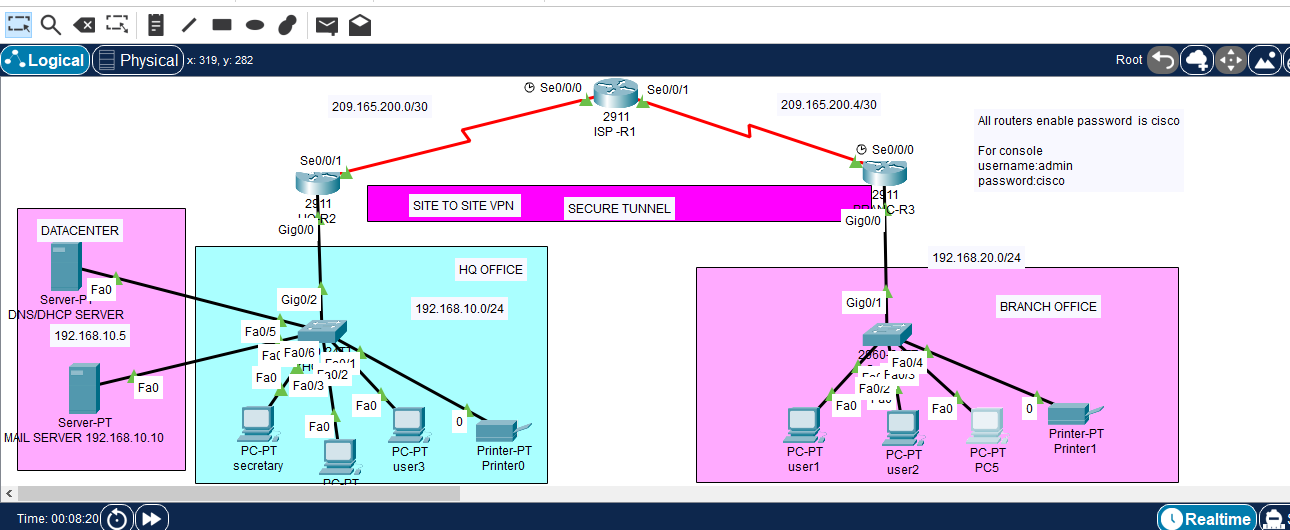 Logical
Physical
x: 319, y: 282
Root
Se0/0/0
Se0/0/1
209.165.200.0/30
209.165.200.4/30
2911
ISP -R1
All routers enable password is cisco
For console
username:admin
password:cisco
Se0/0/1
Se0/0/0
2911
2911
SITE TO SITE VPN
SECURE TUNNEL
Gig0/0
Gig0/0
DATACENTER
HQ OFFICE
192.168.20.0/24
Fa0
Server-PT
DNS/DHCP SERVER
192.168.10.5
Gig0/2
192.168.10.0/24
Gig0/1
BRANCH OFFICE
Fa0/5
Fa0/6
Fa0/1
Fa0/2
Fa0/3
Fa0
Fa0
Fa0
Fa0
0
Server-PT
MAIL SERVER 192.168.10.10
PC-PT
secretary
PC-PT
PC-PT
user3
Printer-PT
Printer0
Fa0/4
Fa0/3
Fa0/2
Fa0
Fa0
Fa0
0
PC-PT
user1
PC-PT
user2
PC-PT
PC5
Printer-PT
Printer1
Time: 00:08:20
Realtime